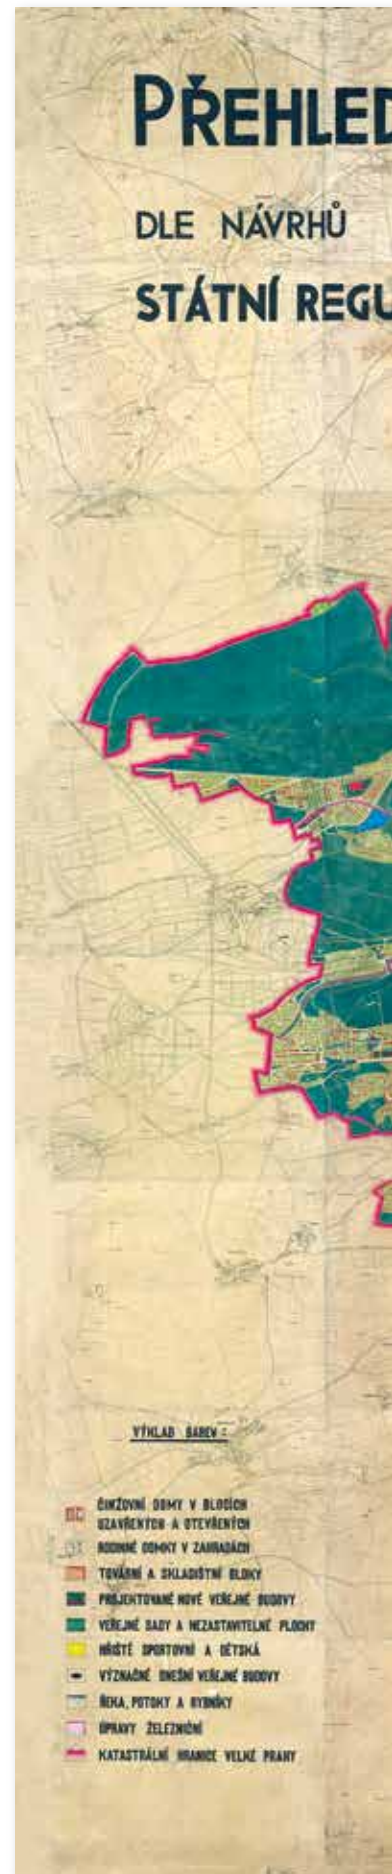 PŘEHLED
DLE NÁVRHŮ
STÁTNÍ REGU
VÝKLAD BAREV:
ČINŽOVNÍ DOMY V BLOCÍCH
UZAVŘENÝCH A OTEVŘENÝCH
RODINNÉ DOMKY V ZAHRADÁCH
TOVÁRNÍ A SKLADIŠTNÍ BLOKY
PROJEKTOVANÉ NOVÉ VEŘEJNÉ BUDOVY
VEŘEJNÉ SADY A NEZASTAVITELNÉ PLOCHY
HŘIŠTĚ SPORTOVNÍ A DĚTSKÁ
VÝZNAČNÉ DNEŠNÍ VEŘEJNÉ BUDOVY
ŘEKA, POTOKY A RYBNÍKY
ÚPRAVY ŽELEZNIČNÍ
KATASTRÁLNÍ HRANICE VELKÉ PRAHY